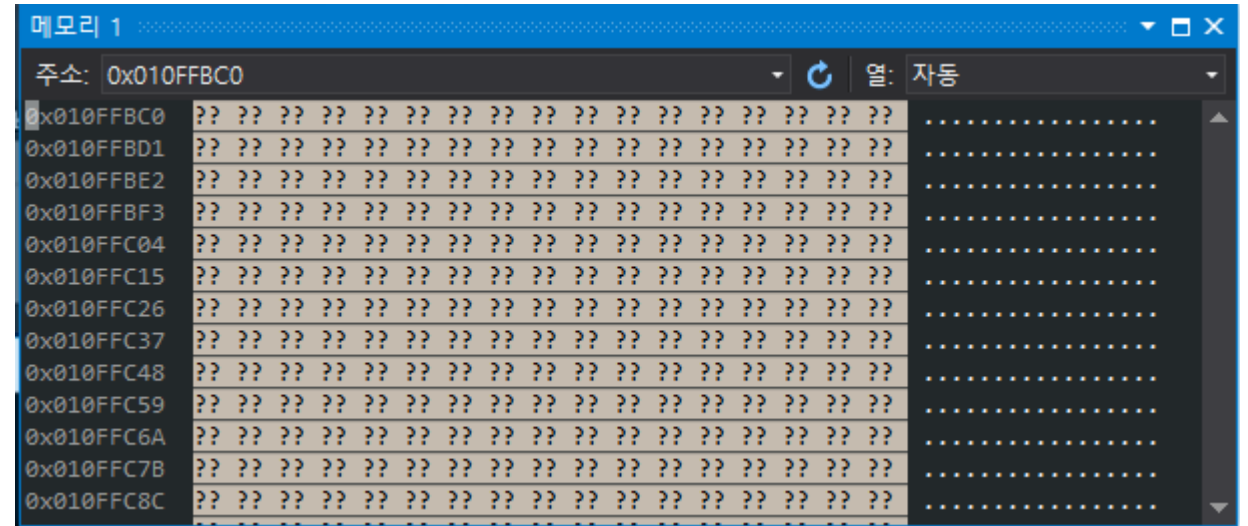 메모리 1
주소: 0x010FFBC0 열: 자동
0x010FFBC0 ?? ?? ?? ?? ?? ?? ?? ?? ?? ?? ?? ?? ?? ?? ?? ?? ?? .................
0x010FFBD1 ?? ?? ?? ?? ?? ?? ?? ?? ?? ?? ?? ?? ?? ?? ?? ?? ?? .................
0x010FFBE2 ?? ?? ?? ?? ?? ?? ?? ?? ?? ?? ?? ?? ?? ?? ?? ?? ?? .................
0x010FFBF3 ?? ?? ?? ?? ?? ?? ?? ?? ?? ?? ?? ?? ?? ?? ?? ?? ?? .................
0x010FFC04 ?? ?? ?? ?? ?? ?? ?? ?? ?? ?? ?? ?? ?? ?? ?? ?? ?? .................
0x010FFC15 ?? ?? ?? ?? ?? ?? ?? ?? ?? ?? ?? ?? ?? ?? ?? ?? ?? .................
0x010FFC26 ?? ?? ?? ?? ?? ?? ?? ?? ?? ?? ?? ?? ?? ?? ?? ?? ?? .................
0x010FFC37 ?? ?? ?? ?? ?? ?? ?? ?? ?? ?? ?? ?? ?? ?? ?? ?? ?? .................
0x010FFC48 ?? ?? ?? ?? ?? ?? ?? ?? ?? ?? ?? ?? ?? ?? ?? ?? ?? .................
0x010FFC59 ?? ?? ?? ?? ?? ?? ?? ?? ?? ?? ?? ?? ?? ?? ?? ?? ?? .................
0x010FFC6A ?? ?? ?? ?? ?? ?? ?? ?? ?? ?? ?? ?? ?? ?? ?? ?? ?? .................
0x010FFC7B ?? ?? ?? ?? ?? ?? ?? ?? ?? ?? ?? ?? ?? ?? ?? ?? ?? .................
0x010FFC8C ?? ?? ?? ?? ?? ?? ?? ?? ?? ?? ?? ?? ?? ?? ?? ?? ?? .................